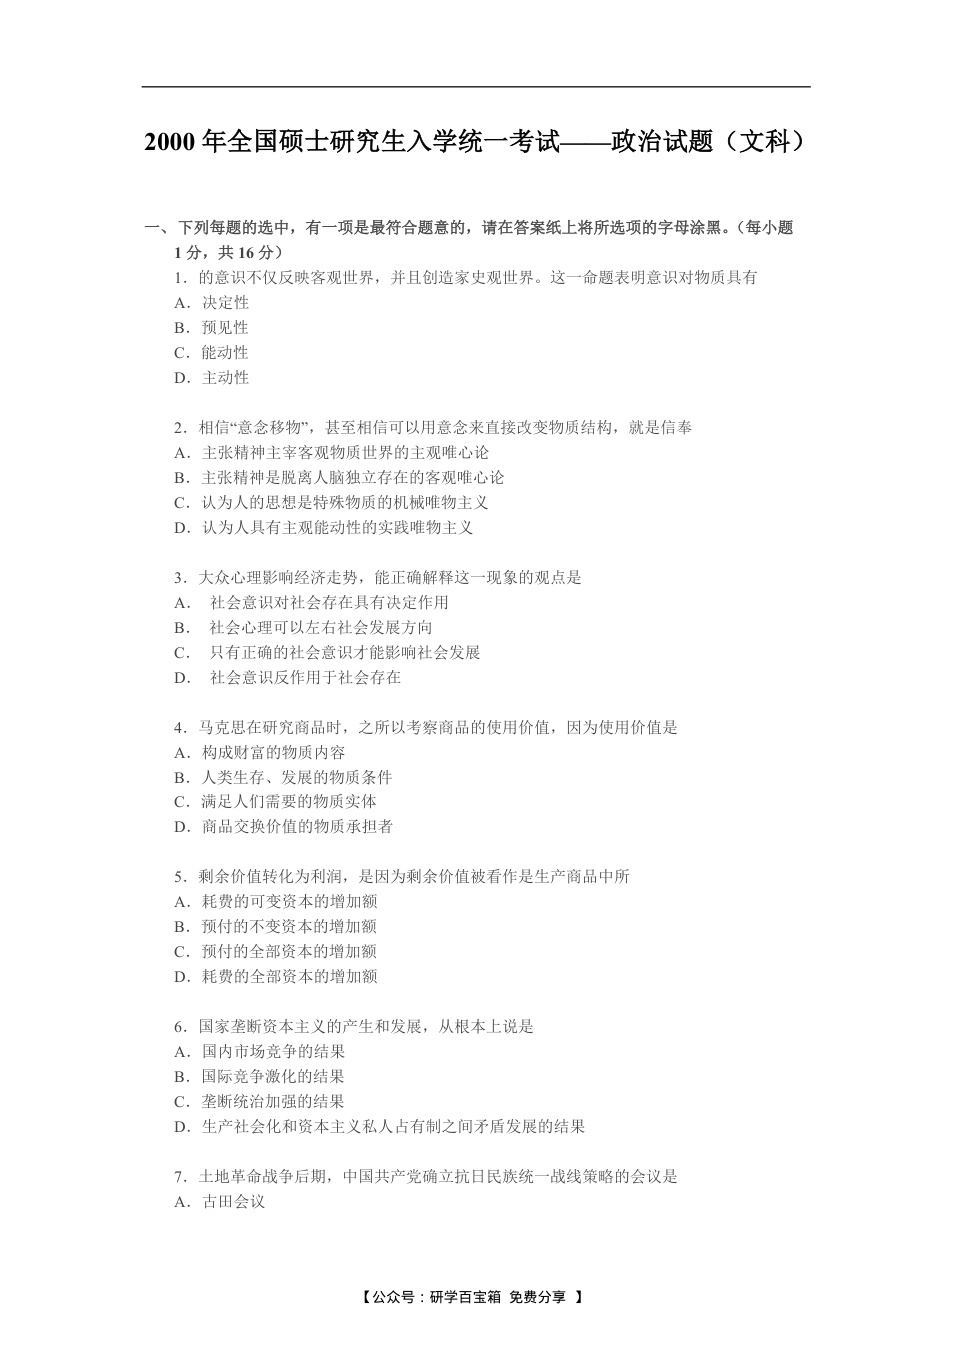 2000 年全国硕士研究生入学统一考试——政治试题（文科）
一、下列每题的选中，有一项是最符合题意的，请在答案纸上将所选项的字母涂黑。（每小题
1 分，共 16 分）
1．的意识不仅反映客观世界，并且创造家史观世界。这一命题表明意识对物质具有
A．决定性
B．预见性
C．能动性
D．主动性
2．相信“意念移物”，甚至相信可以用意念来直接改变物质结构，就是信奉
A．主张精神主宰客观物质世界的主观唯心论
B．主张精神是脱离人脑独立存在的客观唯心论
C．认为人的思想是特殊物质的机械唯物主义
D．认为人具有主观能动性的实践唯物主义
3．大众心理影响经济走势，能正确解释这一现象的观点是
A． 社会意识对社会存在具有决定作用
B． 社会心理可以左右社会发展方向
C． 只有正确的社会意识才能影响社会发展
D． 社会意识反作用于社会存在
4．马克思在研究商品时，之所以考察商品的使用价值，因为使用价值是
A．构成财富的物质内容
B．人类生存、发展的物质条件
C．满足人们需要的物质实体
D．商品交换价值的物质承担者
5．剩余价值转化为利润，是因为剩余价值被看作是生产商品中所
A．耗费的可变资本的增加额
B．预付的不变资本的增加额
C．预付的全部资本的增加额
D．耗费的全部资本的增加额
6．国家垄断资本主义的产生和发展，从根本上说是
A．国内市场竞争的结果
B．国际竞争激化的结果
C．垄断统治加强的结果
D．生产社会化和资本主义私人占有制之间矛盾发展的结果
7．土地革命战争后期，中国共产党确立抗日民族统一战线策略的会议是
A．古田会议
【公众号：研学百宝箱 免费分享 】